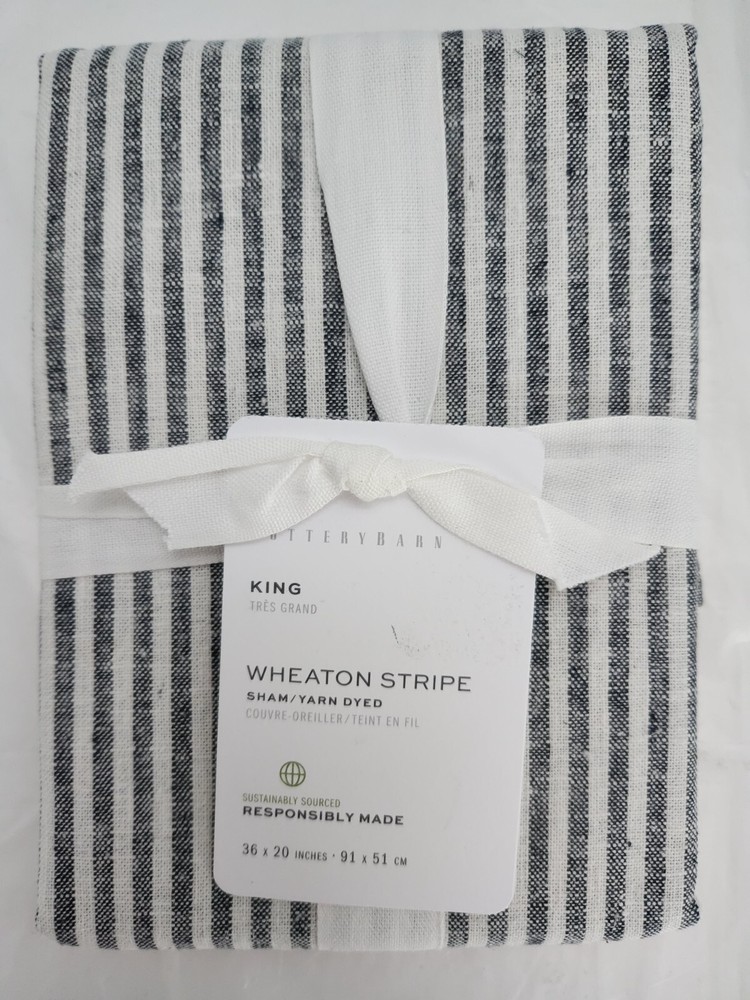 OTTERYBARN
KING
TRÈS GRAND
WHEATON STRIPE
SHAM/YARN DYED
COUVRE-OREILLER/TEINT EN FIL
SUSTAINABLY SOURCED
RESPONSIBLY MADE
36 x 20 INCHES · 91 x 51 CM